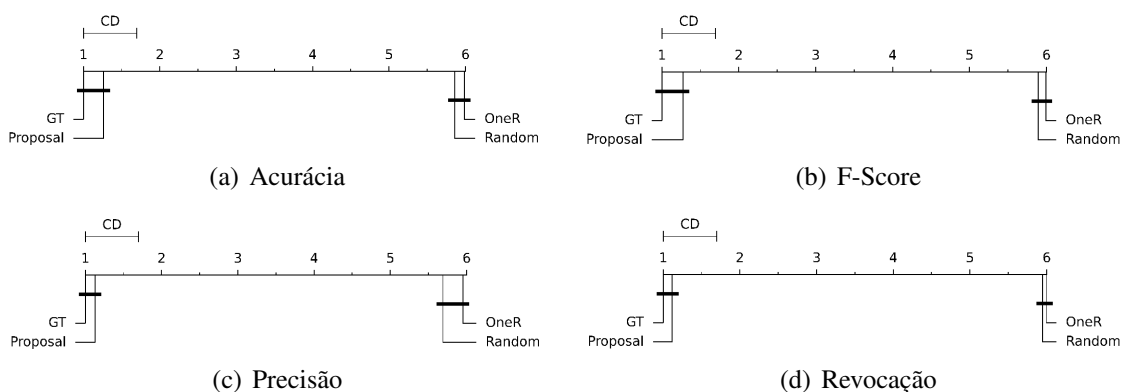 CD
1 2 3 4 5 6
GT
Proposal
OneR
Random
(a) Acurácia
CD
1 2 3 4 5 6
GT
Proposal
OneR
Random
(b) F-Score
CD
1 2 3 4 5 6
GT
Proposal
OneR
Random
(c) Precisão
CD
1 2 3 4 5 6
GT
Proposal
OneR
Random
(d) Revocação